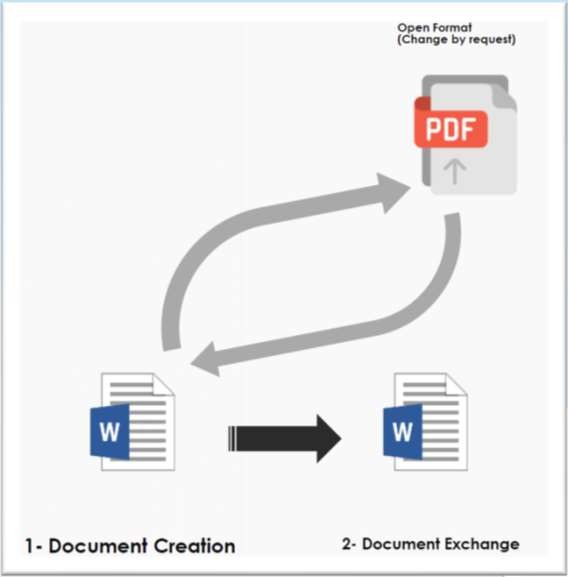 Open Format
(Change by request)
PDF
W
W
1- Document Creation
2- Document Exchange